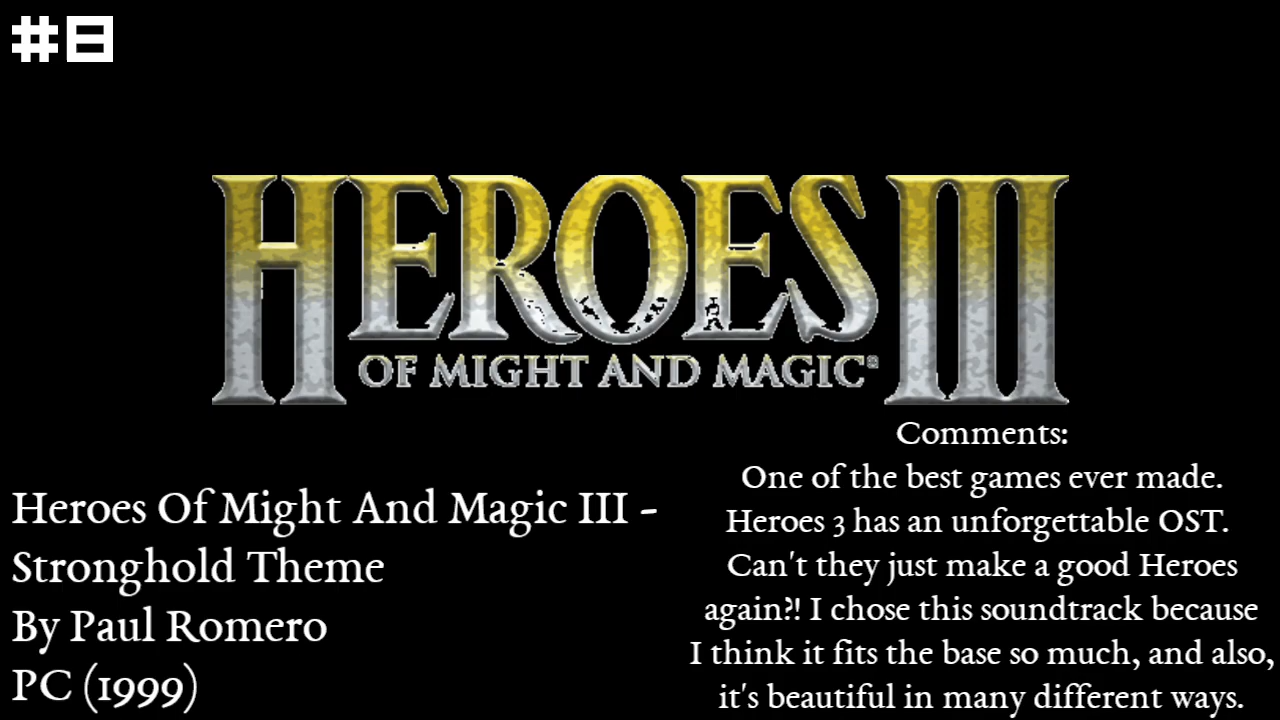 #8
HEROES III
OF MIGHT AND MAGIC®
Comments:
One of the best games ever made.
Heroes 3 has an unforgettable OST.
Can't they just make a good Heroes
again?! I chose this soundtrack because
I think it fits the base so much, and also,
it's beautiful in many different ways.
Heroes Of Might And Magic III -
Stronghold Theme
By Paul Romero
PC (1999)